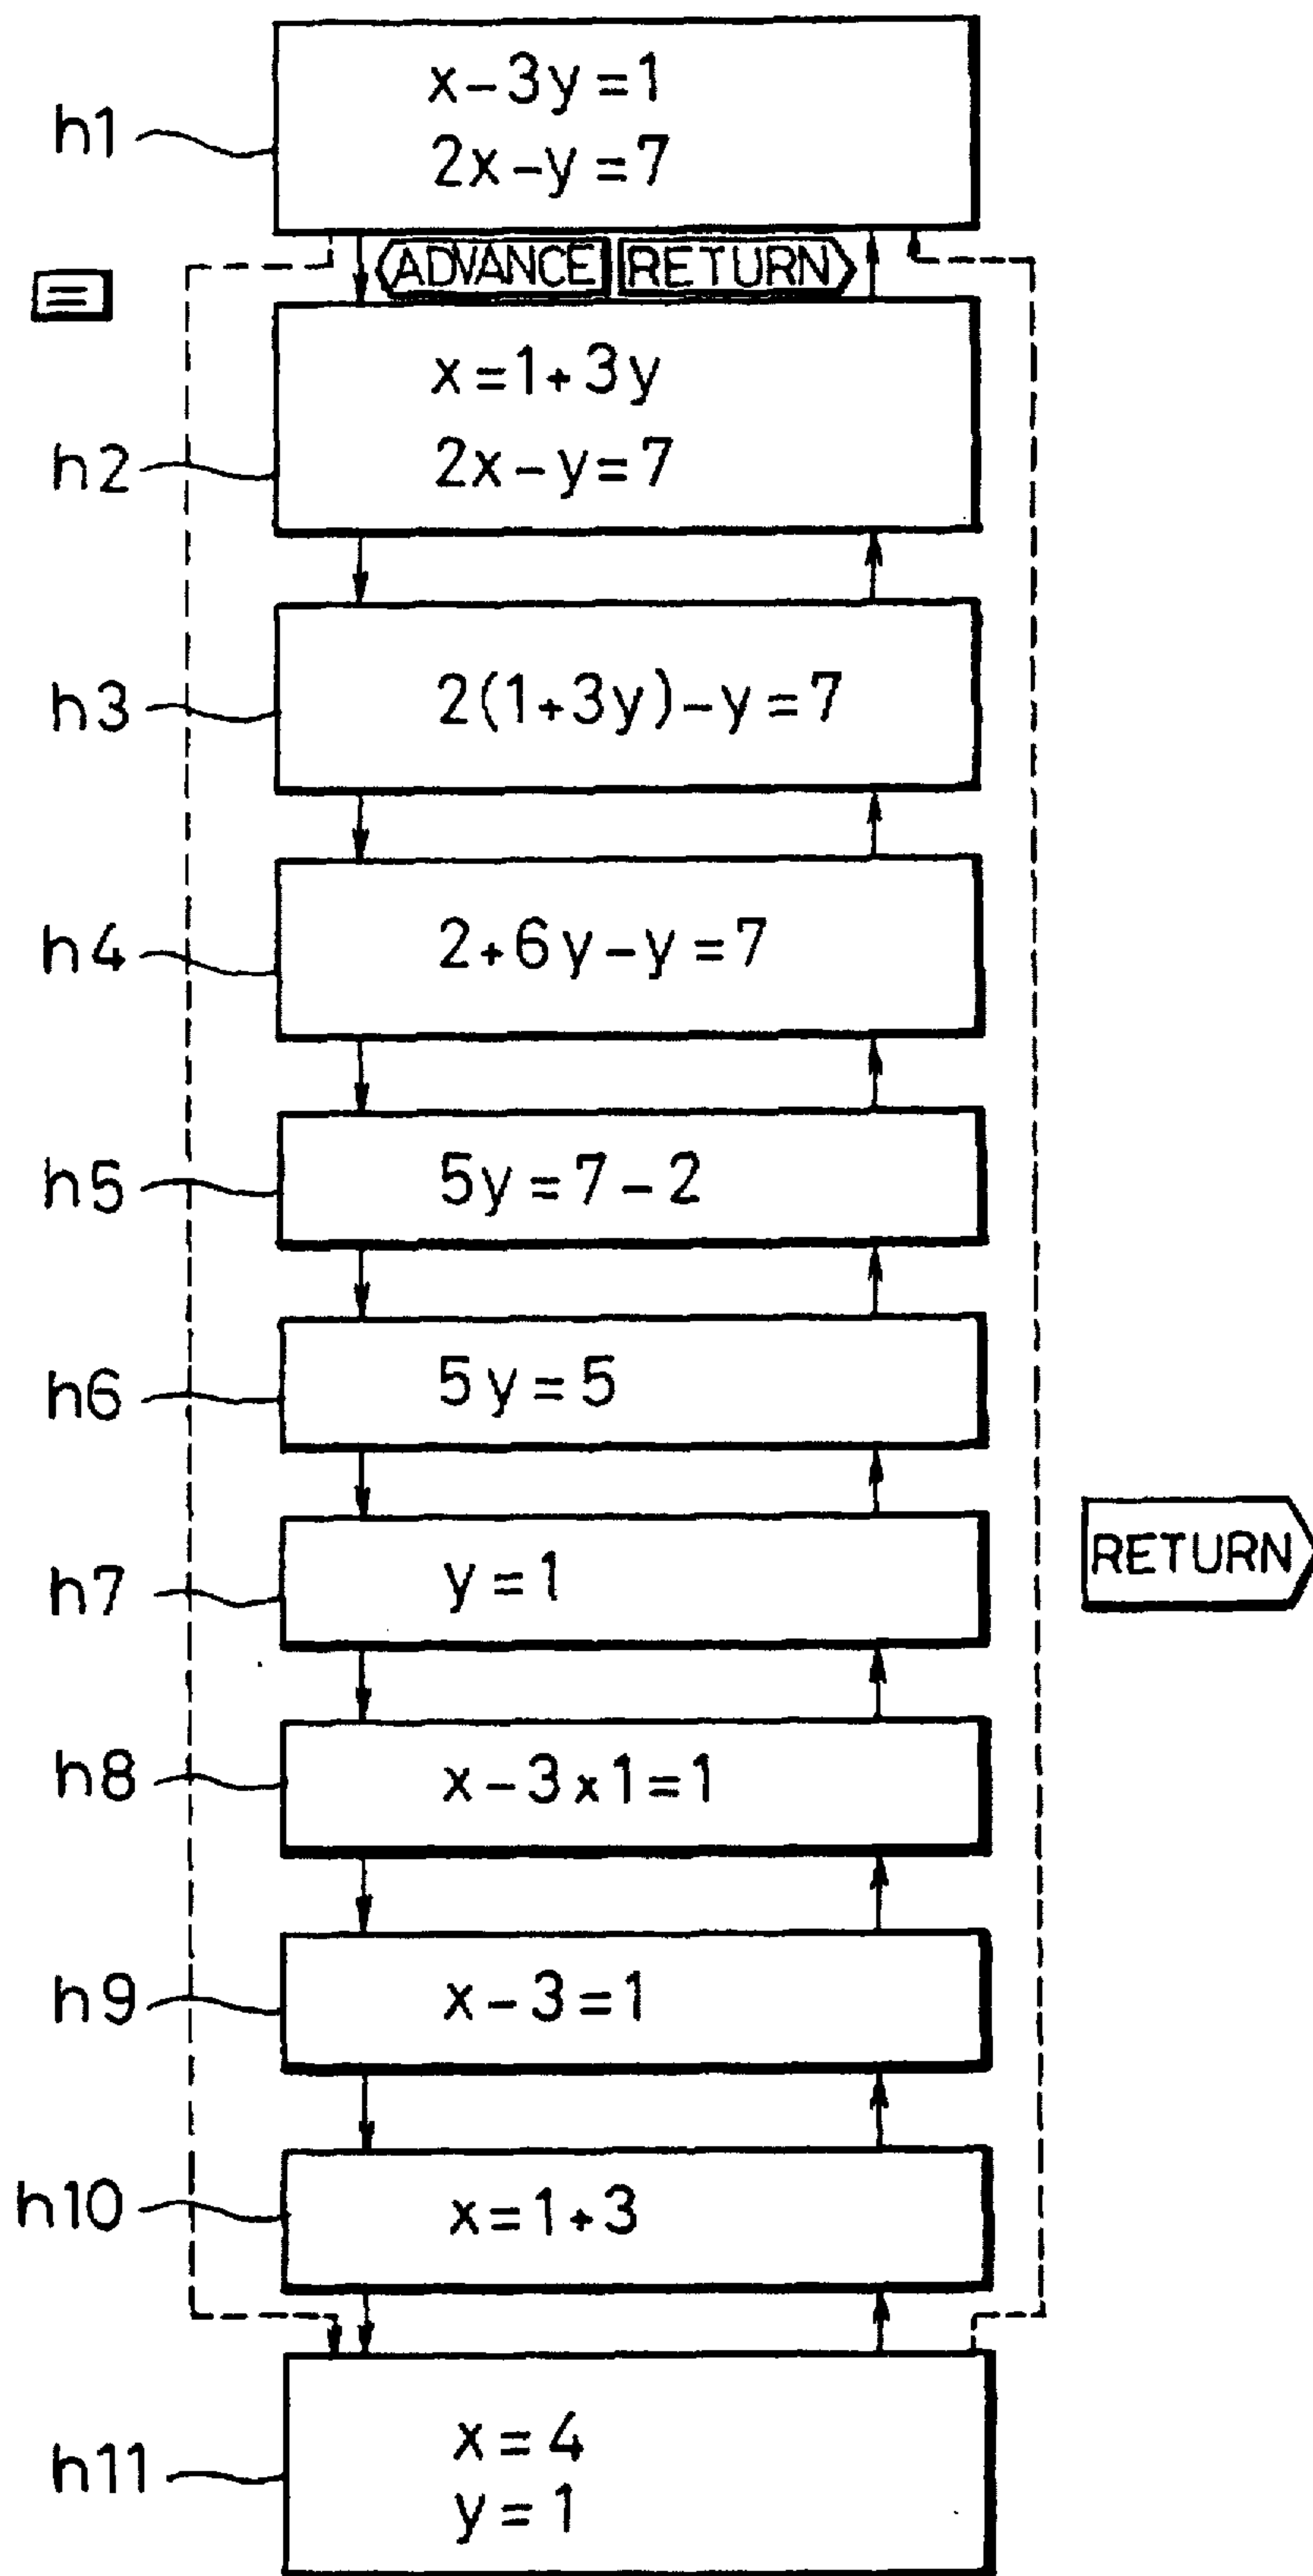 h1
x-3y=1
2x-y=7
=
ADVANCE RETURN
h2
x=1+3y
2x-y=7
h3
2(1+3y)-y=7
h4
2+6y-y=7
h5
5y=7-2
h6
5y=5
h7
y=1
RETURN
h8
x-3×1=1
h9
x-3=1
h10
x=1+3
h11
x=4
y=1